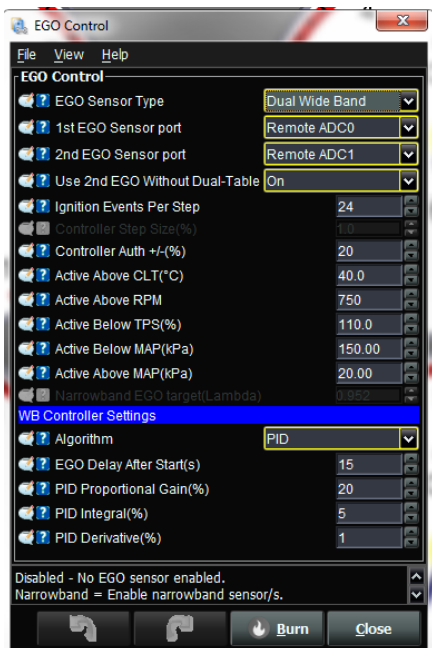 EGO Control
File View Help
EGO Control
EGO Sensor Type Dual Wide Band
1st EGO Sensor port Remote ADC0
2nd EGO Sensor port Remote ADC1
Use 2nd EGO Without Dual-Table On
Ignition Events Per Step 24
Controller Step Size(%) 1.0
Controller Auth +/-(%) 20
Active Above CLT(°C) 40.0
Active Above RPM 750
Active Below TPS(%) 110.0
Active Below MAP(kPa) 150.00
Active Above MAP(kPa) 20.00
Narrowband EGO target(Lambda) 0.952
WB Controller Settings
Algorithm PID
EGO Delay After Start(s) 15
PID Proportional Gain(%) 20
PID Integral(%) 5
PID Derivative(%) 1
Disabled - No EGO sensor enabled.
Narrowband = Enable narrowband sensor/s.
Burn Close